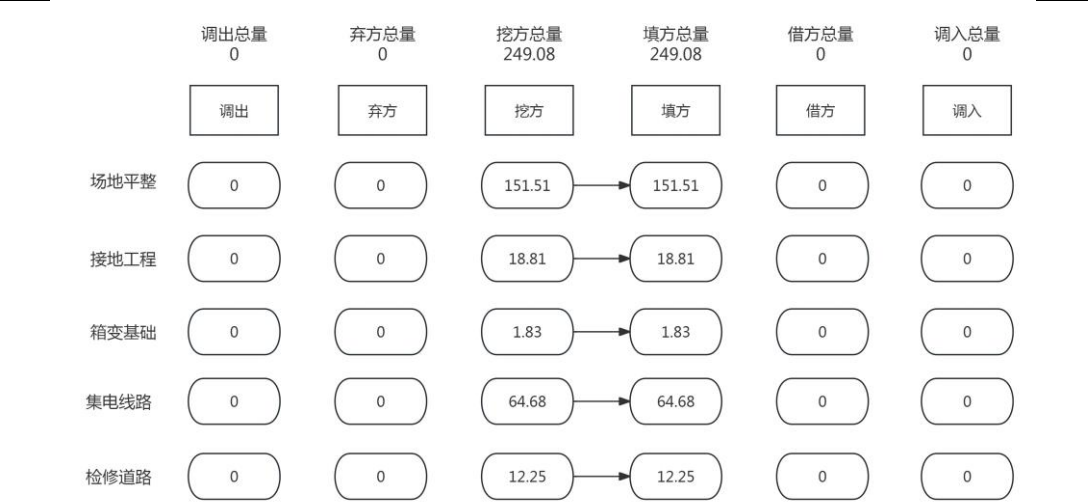 调出总量 弃方总量 挖方总量 填方总量 借方总量 调入总量
0 0 249.08 249.08 0 0
调出 弃方 挖方 填方 借方 调入
场地平整 0 0 151.51 151.51 0 0
接地工程 0 0 18.81 18.81 0 0
箱变基础 0 0 1.83 1.83 0 0
集电线路 0 0 64.68 64.68 0 0
检修道路 0 0 12.25 12.25 0 0